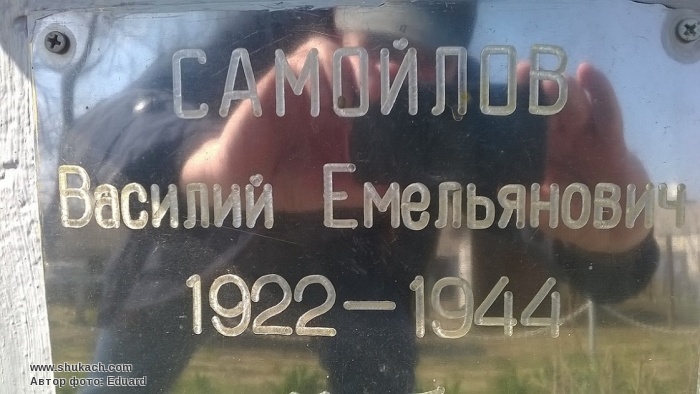 САМОЙЛОВ
Василий Емельянович
1922-1944
www.shukach.com
Автор фото: Eduard